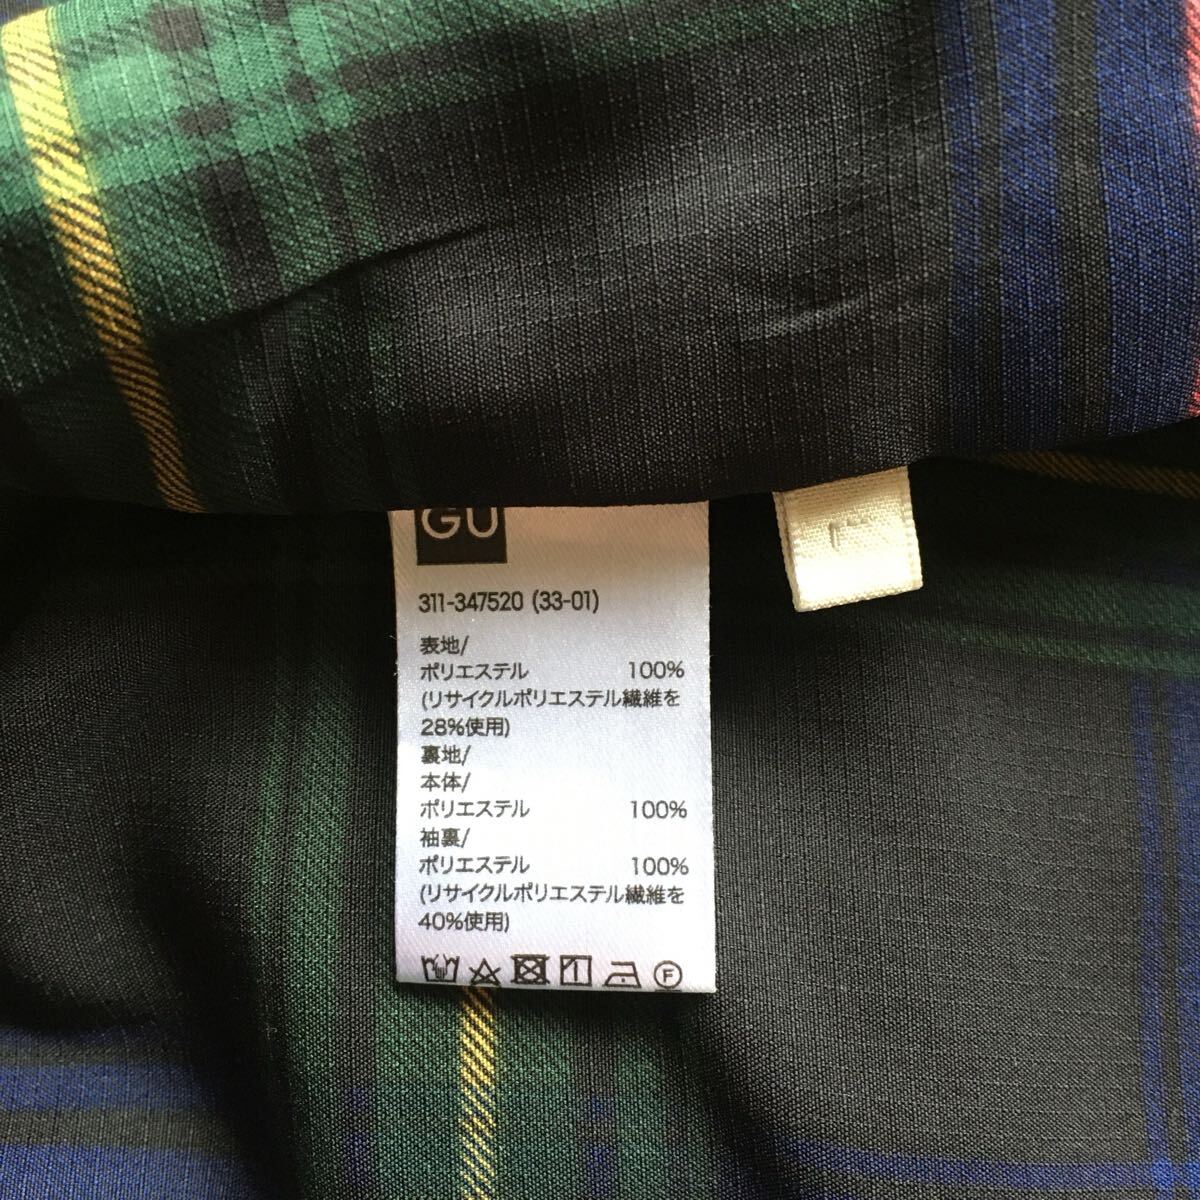 GU
311-347520 (33-01)
表地/
ポリエステル 100%
(リサイクルポリエステル繊維を
28%使用)
裏地/
本体/
ポリエステル 100%
袖裏/
ポリエステル 100%
(リサイクルポリエステル繊維を
40%使用)
F